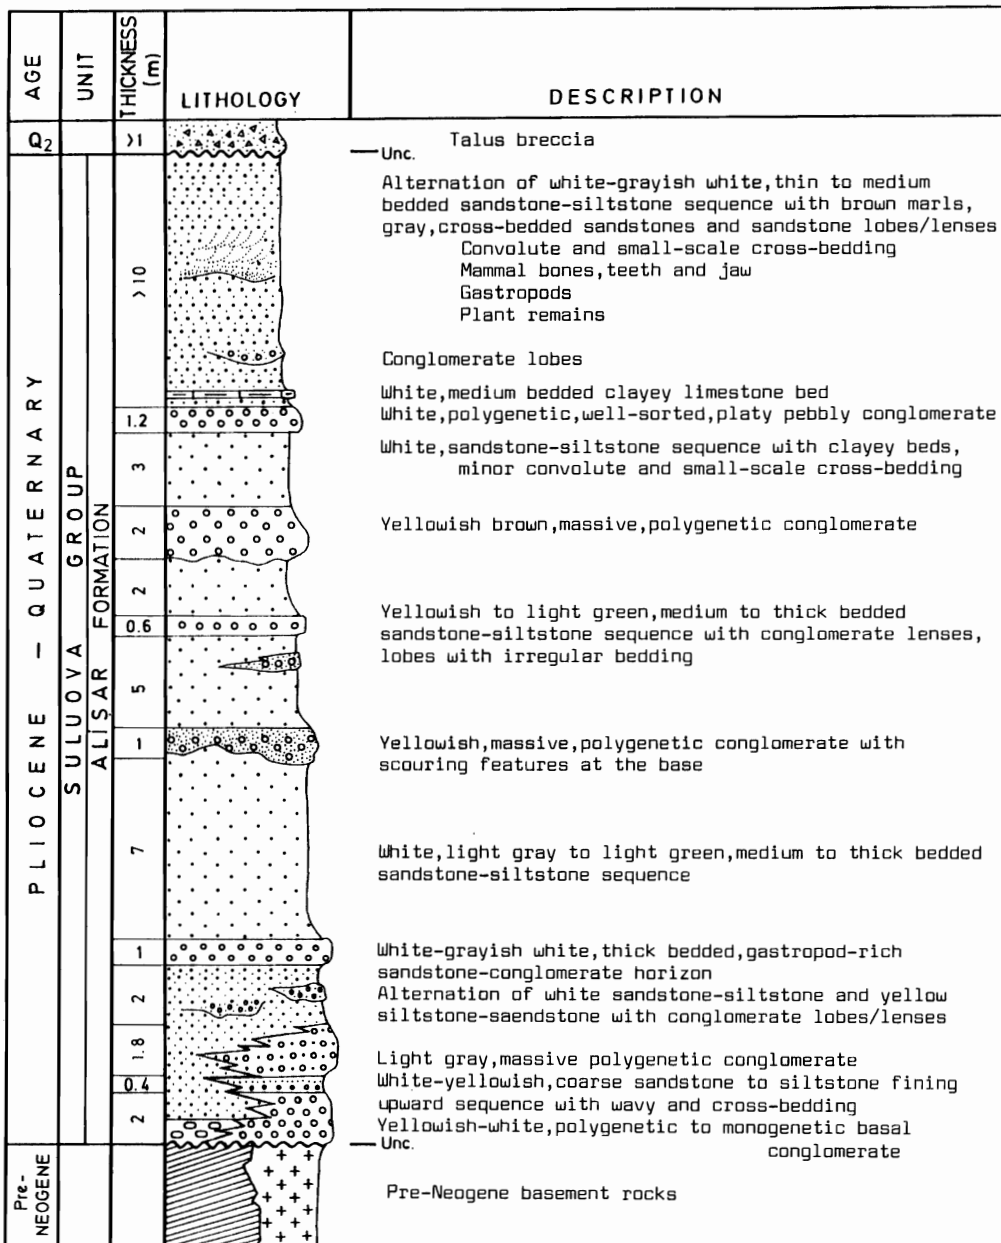 AGE
UNIT
THICKNESS
(m)
LITHOLOGY
DESCRIPTION
Q2
>1
Talus breccia
Unc.
PLIOCENE — QUATERNARY
SULUOVA GROUP
ALİŞAR FORMATION
>10
Alternation of white-grayish white,thin to medium
bedded sandstone-siltstone sequence with brown marls,
gray,cross-bedded sandstones and sandstone lobes/lenses
Convolute and small-scale cross-bedding
Mammal bones,teeth and jaw
Gastropods
Plant remains
Conglomerate lobes
White,medium bedded clayey limestone bed
1.2
White,polygenetic,well-sorted,platy pebbly conglomerate
3
White,sandstone-siltstone sequence with clayey beds,
minor convolute and small-scale cross-bedding
2
Yellowish brown,massive,polygenetic conglomerate
2
0.6
Yellowish to light green,medium to thick bedded
sandstone-siltstone sequence with conglomerate lenses,
lobes with irregular bedding
5
1
Yellowish,massive,polygenetic conglomerate with
scouring features at the base
7
White,light gray to light green,medium to thick bedded
sandstone-siltstone sequence
1
White-grayish white,thick bedded,gastropod-rich
sandstone-conglomerate horizon
2
Alternation of white sandstone-siltstone and yellow
siltstone-saendstone with conglomerate lobes/lenses
1.8
Light gray,massive polygenetic conglomerate
0.4
White-yellowish,coarse sandstone to siltstone fining
upward sequence with wavy and cross-bedding
2
Yellowish-white,polygenetic to monogenetic basal
conglomerate
Unc.
Pre-
NEOGENE
Pre-Neogene basement rocks